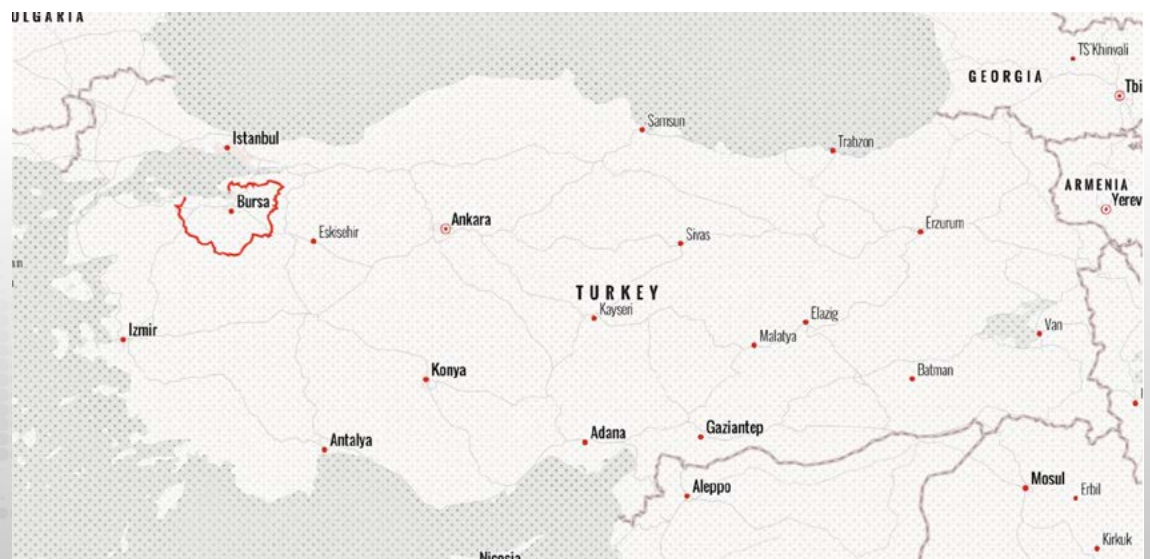 ULGARIA
TS'Khinvali
GEORGIA
Tbi
Samsun
Istanbul
Trabzon
ARMENIA
Yerev
Bursa
Ankara
Eskisehir
Sivas
Erzurum
TURKEY
Kayseri
Elazig
Izmir
Malatya
Van
Konya
Batman
Antalya
Adana
Gaziantep
Aleppo
Mosul
Erbil
Kirkuk
Nicosia